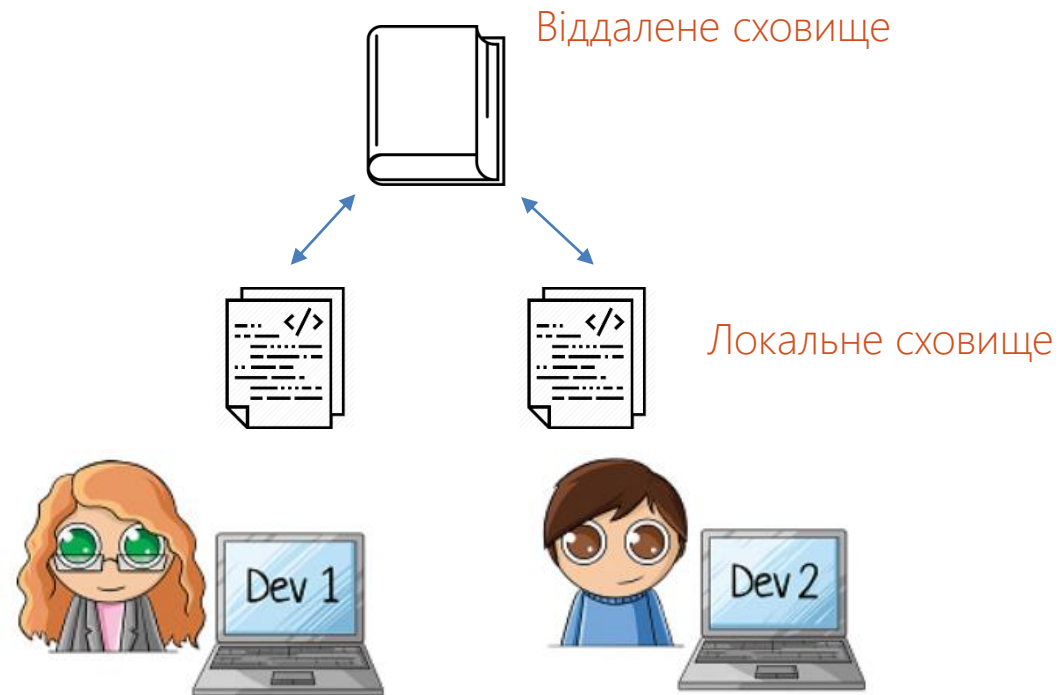 Віддалене сховище
</>
</>
Локальне сховище
Dev 1
Dev 2